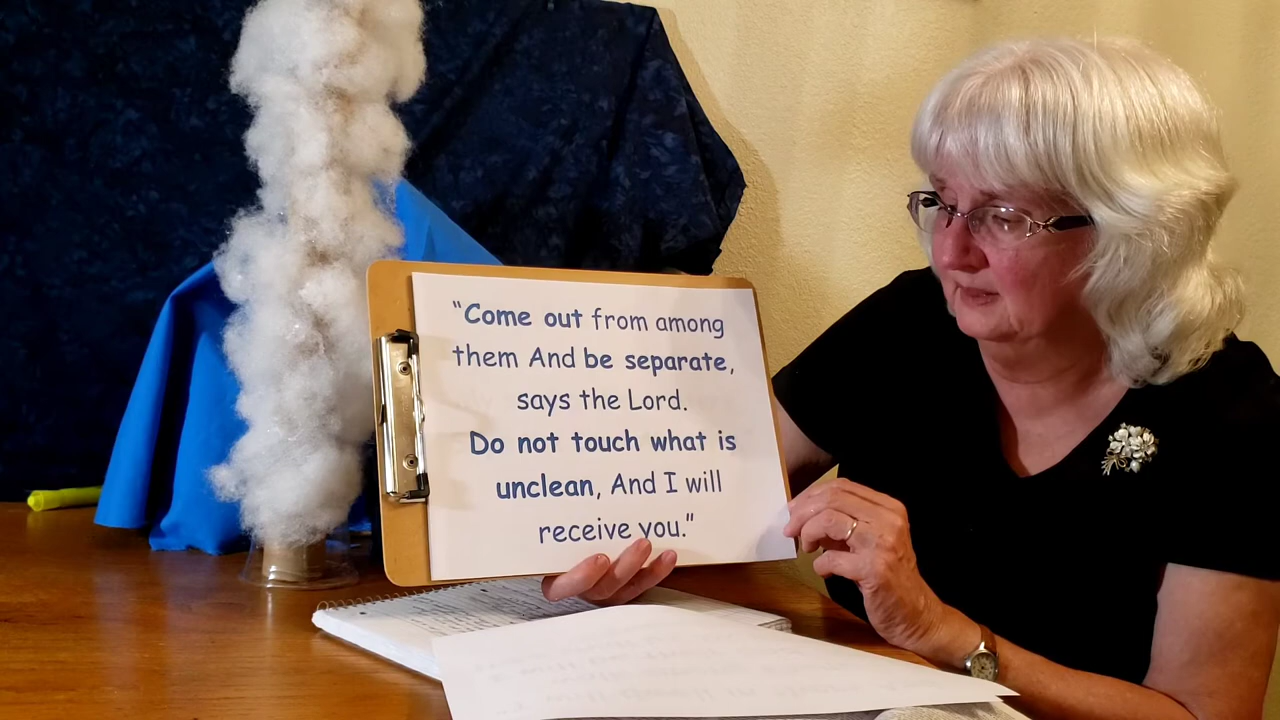 “Come out from among
them And be separate,
says the Lord.
Do not touch what is
unclean, And I will
receive you.”